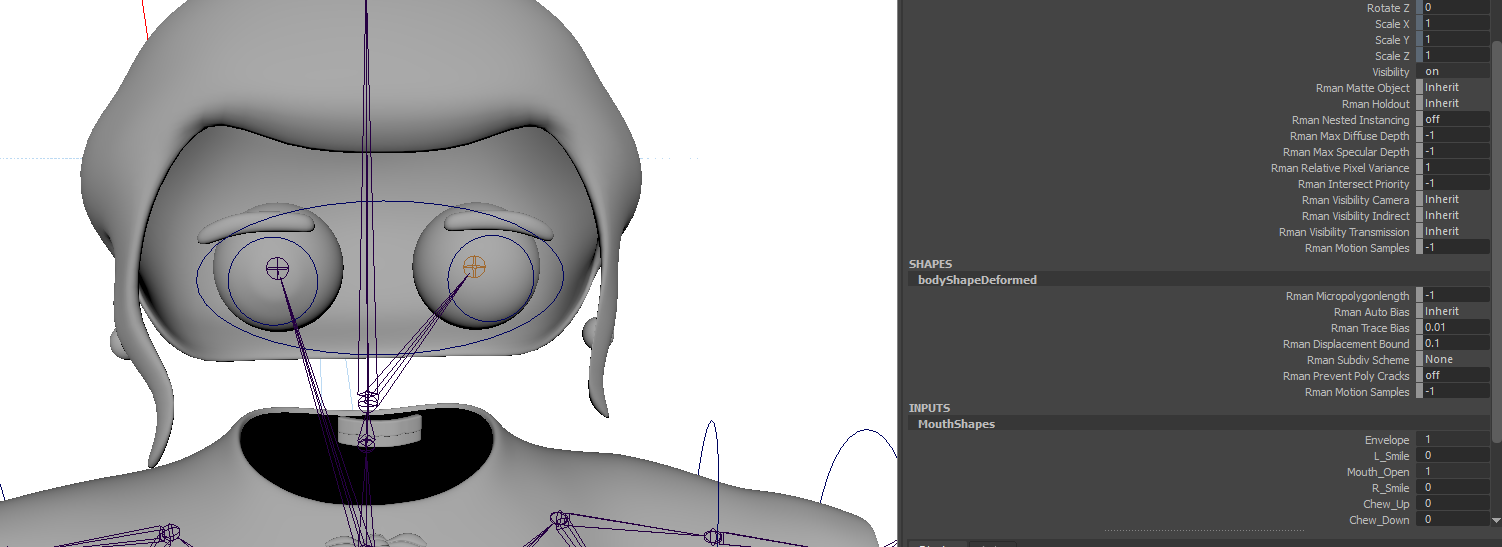 Rotate Z 0
Scale X 1
Scale Y 1
Scale Z 1
Visibility on
Rman Matte Object Inherit
Rman Holdout Inherit
Rman Nested Instancing off
Rman Max Diffuse Depth -1
Rman Max Specular Depth -1
Rman Relative Pixel Variance 1
Rman Intersect Priority -1
Rman Visibility Camera Inherit
Rman Visibility Indirect Inherit
Rman Visibility Transmission Inherit
Rman Motion Samples -1
SHAPES
bodyShapeDeformed
Rman Micropolygonlength -1
Rman Auto Bias Inherit
Rman Trace Bias 0.01
Rman Displacement Bound 0.1
Rman Subdiv Scheme None
Rman Prevent Poly Cracks off
Rman Motion Samples -1
INPUTS
MouthShapes
Envelope 1
L_Smile 0
Mouth_Open 1
R_Smile 0
Chew_Up 0
Chew_Down 0